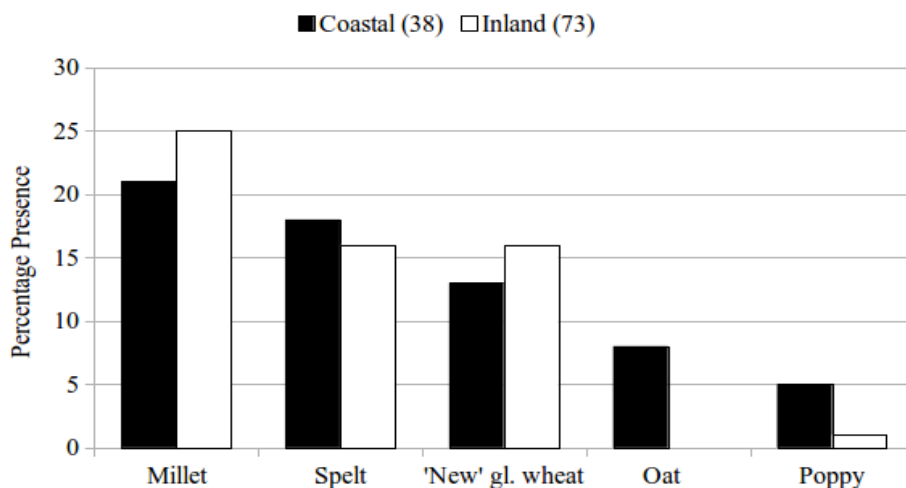 Coastal (38) Inland (73)
30
25
20
15
10
5
0
Percentage Presence
Millet Spelt 'New' gl. wheat Oat Poppy